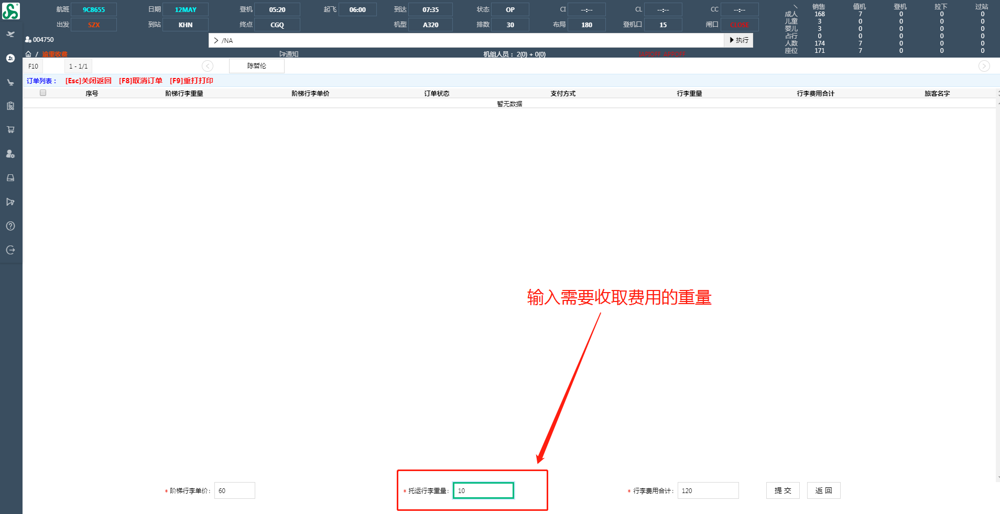 航班 9C8655 日期 12MAY 登机 05:20 起飞 06:00 到达 07:35 状态 OP CI --:-- CL --:-- CC --:--
出发 SZX 到站 KHN 终点 CGQ 机型 A320 排数 30 布局 180 登机口 15 闸口
销售 值机 登机 拉下 过站
成人 168 7 0 0 0
儿童 3 0 0 0 0
婴儿 3 0 0 0 0
占行 0 0 0 0 0
人数 174 7 0 0 0
座位 171 7 0 0 0
004750
/NA
执行
/ 逾重收费
通知
机组人员： 2(0) + 0(0)
F10 1 - 1/1 陈哲伦
订单列表： [Esc]关闭返回 [F8]取消订单 [F9]重打打印
序号 阶梯行李重量 阶梯行李单价 订单状态 支付方式 行李重量 行李费用合计 旅客名字
暂无数据
输入需要收取费用的重量
* 阶梯行李单价： 60 * 托运行李重量： 10 * 行李费用合计： 120 提 交 返 回